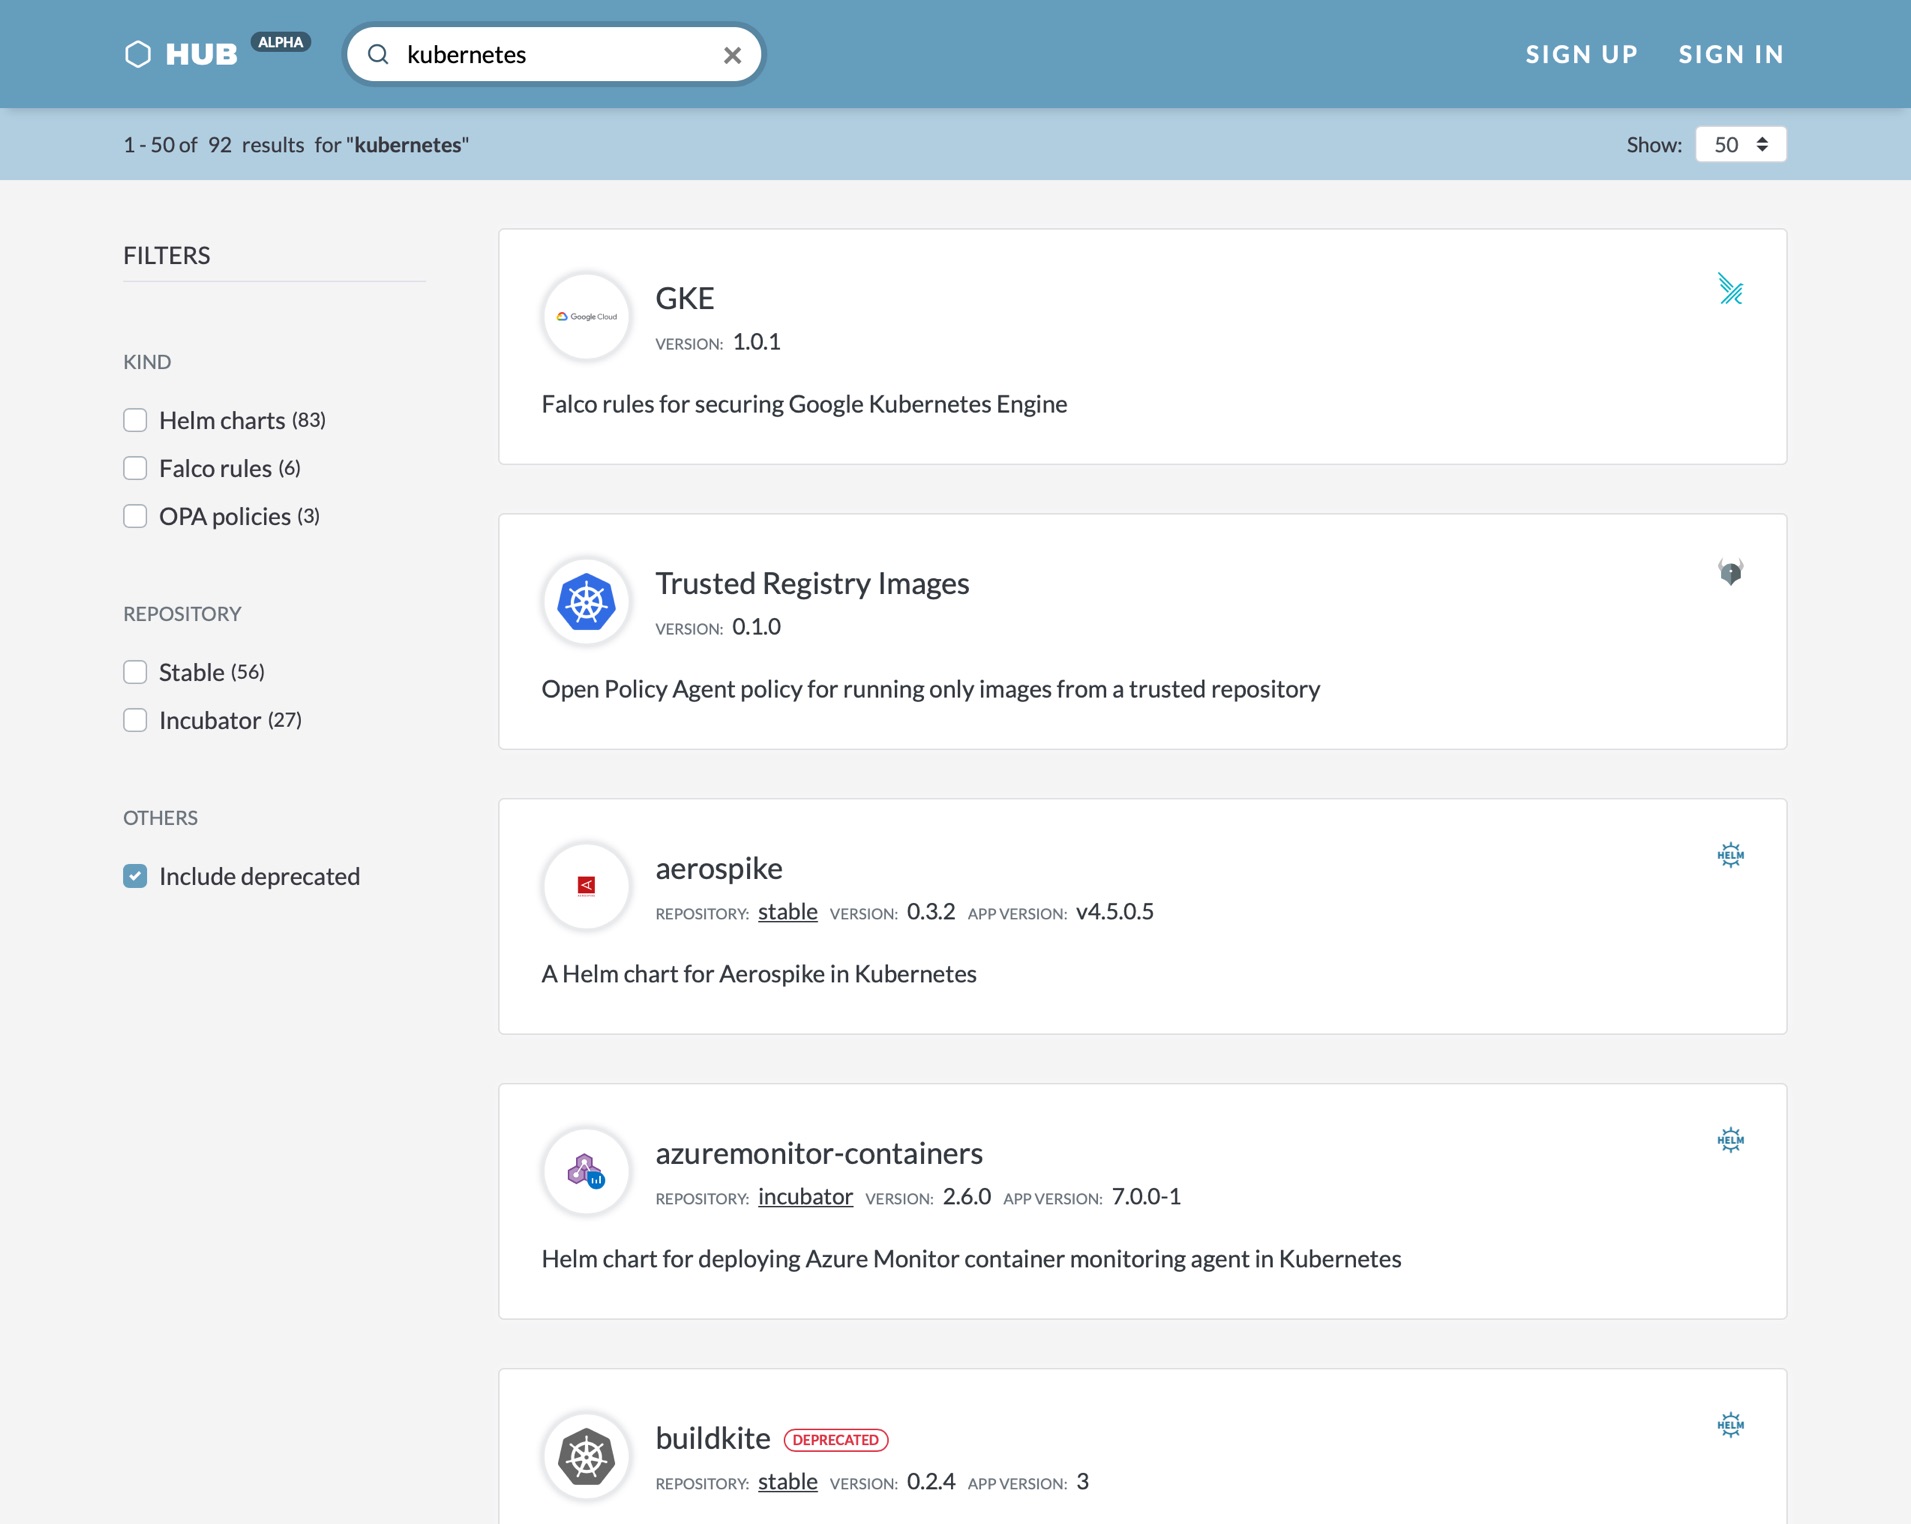 HUB ALPHA kubernetes SIGN UP SIGN IN
1 - 50 of 92 results for "kubernetes" Show: 50
FILTERS
KIND
Helm charts (83)
Falco rules (6)
OPA policies (3)
REPOSITORY
Stable (56)
Incubator (27)
OTHERS
Include deprecated
Google Cloud
GKE
VERSION: 1.0.1
Falco rules for securing Google Kubernetes Engine
Trusted Registry Images
VERSION: 0.1.0
Open Policy Agent policy for running only images from a trusted repository
aerospike
HELM
REPOSITORY: stable VERSION: 0.3.2 APP VERSION: v4.5.0.5
A Helm chart for Aerospike in Kubernetes
azuremonitor-containers
HELM
REPOSITORY: incubator VERSION: 2.6.0 APP VERSION: 7.0.0-1
Helm chart for deploying Azure Monitor container monitoring agent in Kubernetes
buildkite DEPRECATED
HELM
REPOSITORY: stable VERSION: 0.2.4 APP VERSION: 3